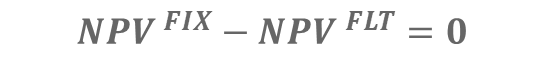 NPV^FIX − NPV^FLT = 0